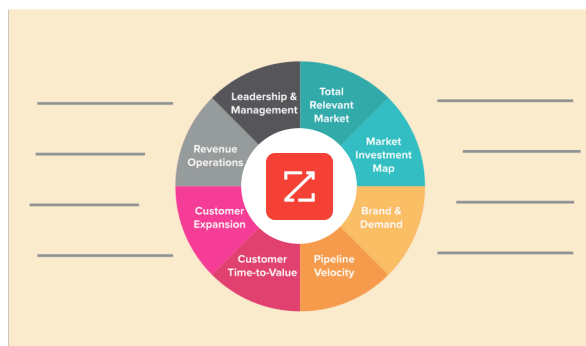 Leadership &
Management
Total
Relevant
Market
Revenue
Operations
Market
Investment
Map
Customer
Expansion
Brand &
Demand
Customer
Time-to-Value
Pipeline
Velocity